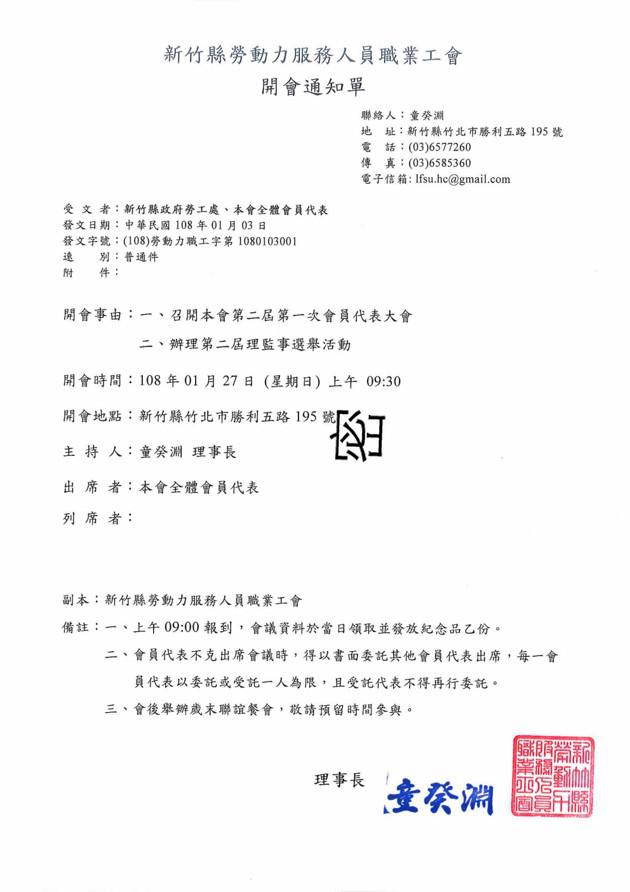 新竹縣勞動力服務人員職業工會
開會通知單
聯絡人：童癸淵
地　址：新竹縣竹北市勝利五路 195 號
電　話：(03)6577260
傳　真：(03)6585360
電子信箱: lfsu.hc@gmail.com
受 文 者：新竹縣政府勞工處、本會全體會員代表
發文日期：中華民國 108 年 01 月 03 日
發文字號：(108)勞動力職工字第 1080103001
速　　別：普通件
附　　件：
開會事由：一、召開本會第二屆第一次會員代表大會
二、辦理第二屆理監事選舉活動
開會時間：108 年 01 月 27 日 (星期日) 上午 09:30
開會地點：新竹縣竹北市勝利五路 195 號
密
主 持 人：童癸淵 理事長
出 席 者：本會全體會員代表
列 席 者：
副本：新竹縣勞動力服務人員職業工會
備註：一、上午 09:00 報到，會議資料於當日領取並發放紀念品乙份。
二、會員代表不克出席會議時，得以書面委託其他會員代表出席，每一會
員代表以委託或受託一人為限，且受託代表不得再行委託。
三、會後舉辦歲末聯誼餐會，敬請預留時間參與。
理事長 童癸淵
新竹縣勞動力服務人員職業工會